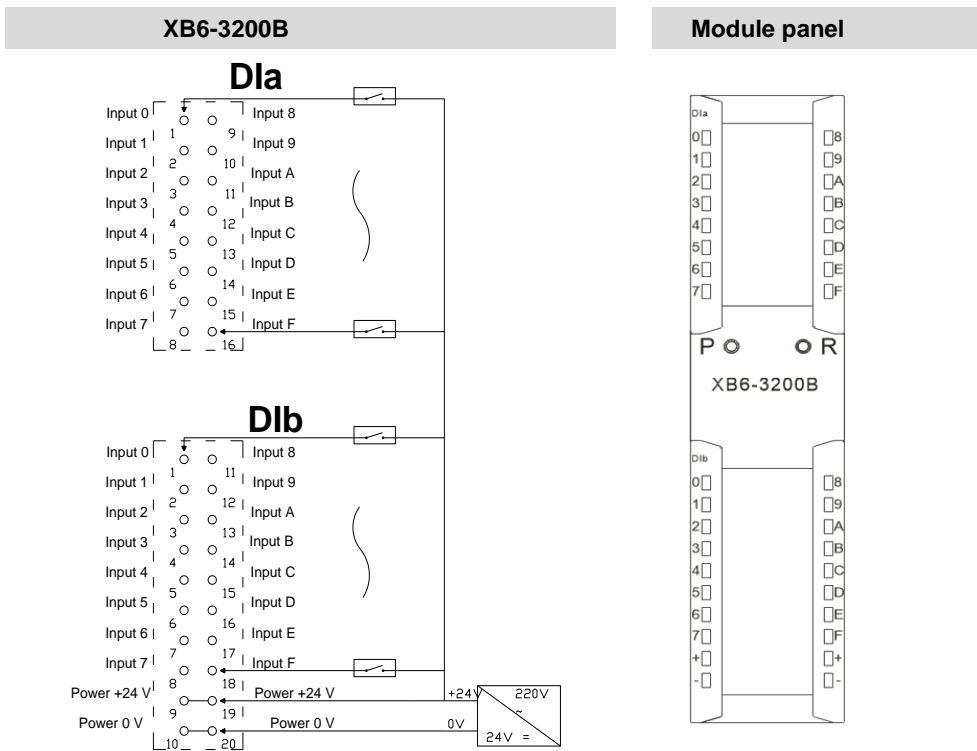 XB6-3200B
Module panel
DIa
Input 0
1
Input 8
9
Input 1
2
Input 9
10
Input 2
3
Input A
11
Input 3
4
Input B
12
Input 4
5
Input C
13
Input 5
6
Input D
14
Input 6
7
Input E
15
Input 7
8
Input F
16
DIb
Input 0
1
Input 8
11
Input 1
2
Input 9
12
Input 2
3
Input A
13
Input 3
4
Input B
14
Input 4
5
Input C
15
Input 5
6
Input D
16
Input 6
7
Input E
17
Input 7
8
Input F
18
Power +24 V
9
Power +24 V
19
Power 0 V
10
Power 0 V
20
+24V
0V
220V
~
24V =
DIa
0 8
1 9
2 A
3 B
4 C
5 D
6 E
7 F
P R
XB6-3200B
DIb
0 8
1 9
2 A
3 B
4 C
5 D
6 E
7 F
+ +
- -